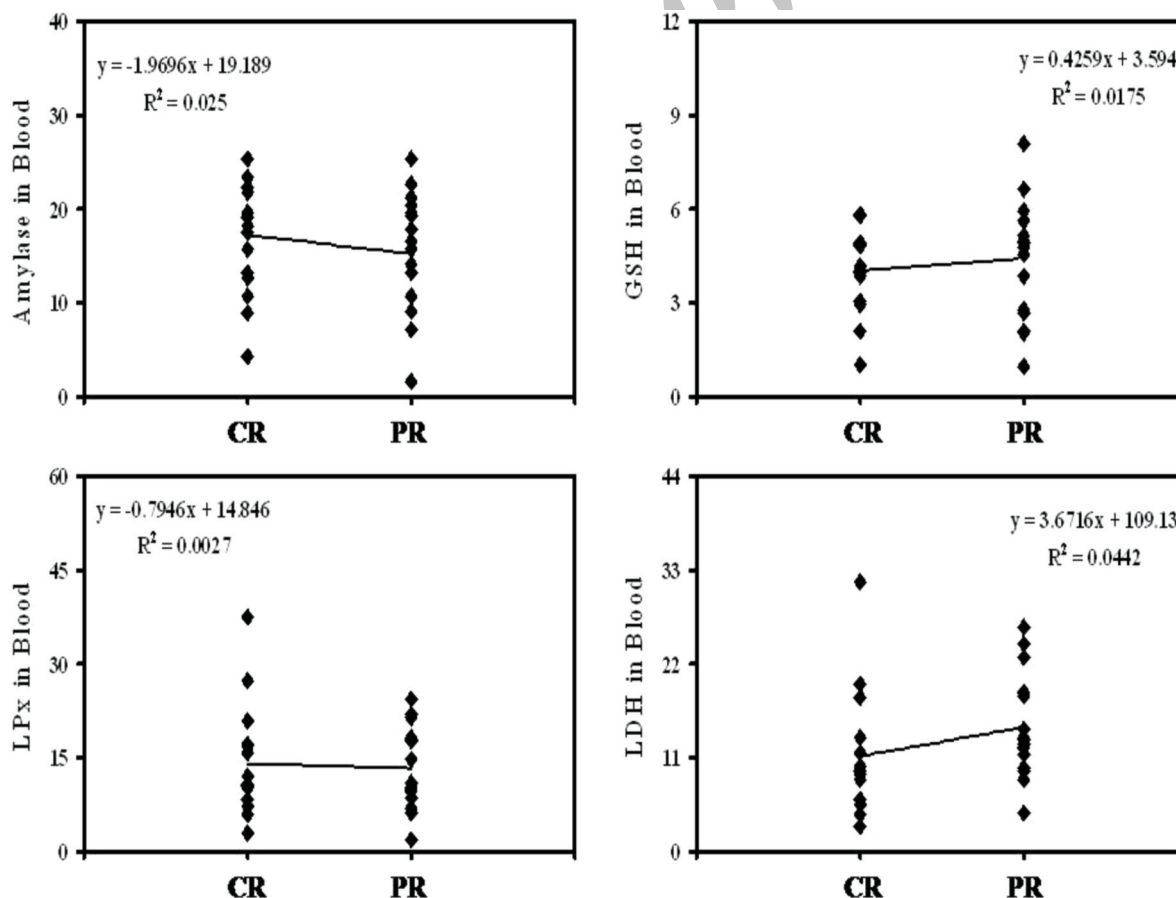 40
30
20
10
0
Amylase in Blood
y = -1.9696x + 19.189
R² = 0.025
CR PR
12
9
6
3
0
GSH in Blood
y = 0.4259x + 3.594
R² = 0.0175
CR PR
60
45
30
15
0
LPx in Blood
y = -0.7946x + 14.846
R² = 0.0027
CR PR
44
33
22
11
0
LDH in Blood
y = 3.6716x + 109.13
R² = 0.0442
CR PR